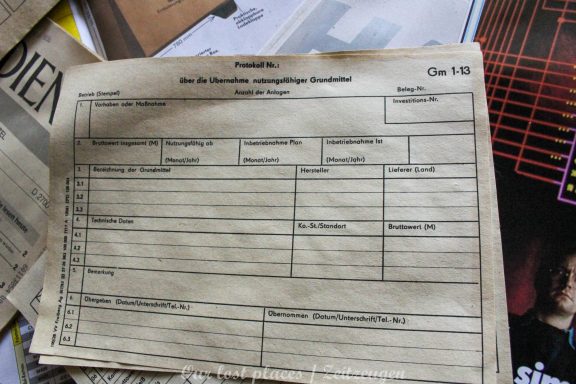 Praktische
zeichnungslose
Protokoll Nr.:
über die Übernahme nutzungsfähiger Grundmittel
Gm 1-13
Betrieb (Stempel)
Anzahl der Anlagen
Beleg-Nr.
1. Vorhaben oder Maßnahme
Investitions-Nr.
2. Bruttowert insgesamt (M) Nutzungsfähig ab Inbetriebnahme Plan Inbetriebnahme Ist
(Monat/Jahr) (Monat/Jahr) (Monat/Jahr)
3. Bezeichnung der Grundmittel Hersteller Lieferer (Land)
3.1
3.2
3.3
4. Technische Daten Ko.-St./Standort Bruttowert (M)
4.1
4.2
4.3
5. Bemerkung
6. Übergeben (Datum/Unterschrift/Tel.-Nr.) Übernommen (Datum/Unterschrift/Tel.-Nr.)
6.1
6.2
6.3
DIEN
Our lost places / Zeitzeugen